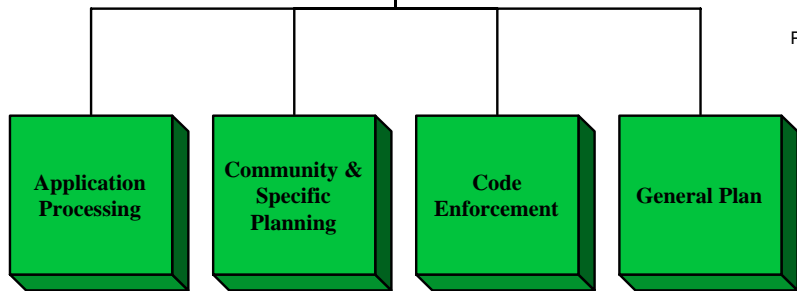 P
Application
Processing
Community &
Specific
Planning
Code
Enforcement
General Plan